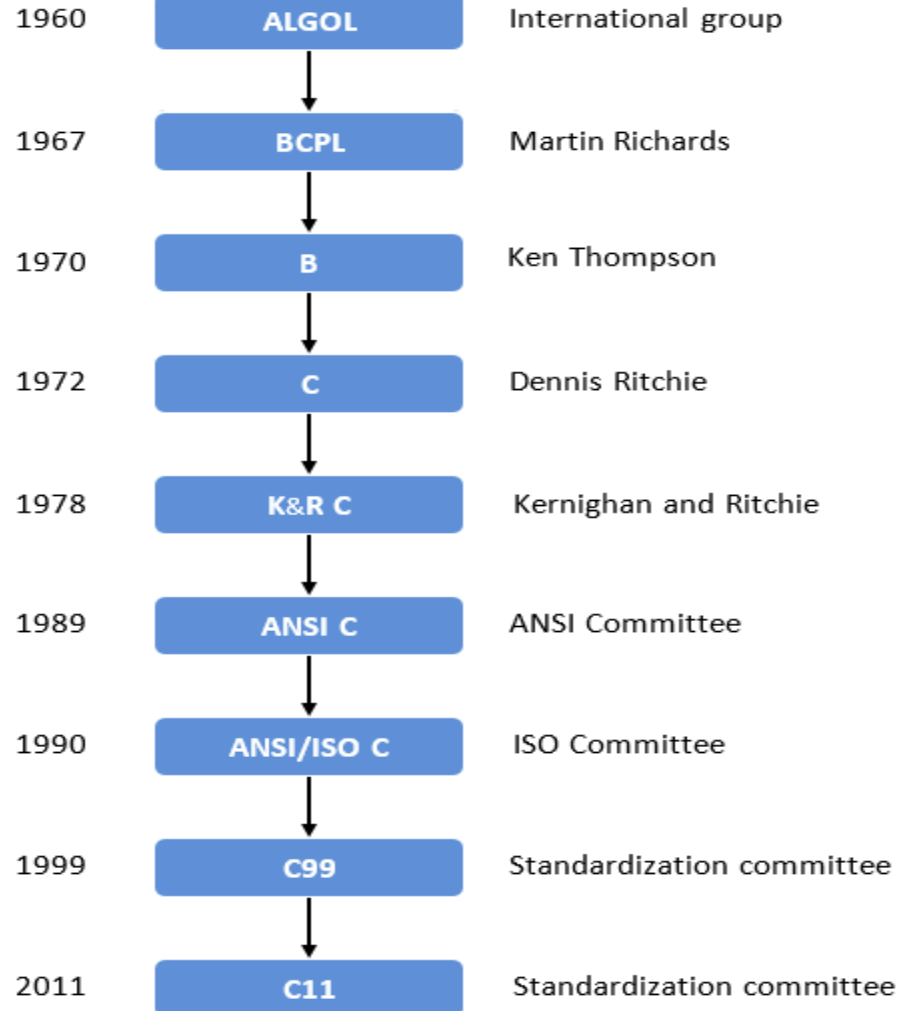 1960 ALGOL International group
1967 BCPL Martin Richards
1970 B Ken Thompson
1972 C Dennis Ritchie
1978 K&R C Kernighan and Ritchie
1989 ANSI C ANSI Committee
1990 ANSI/ISO C ISO Committee
1999 C99 Standardization committee
2011 C11 Standardization committee